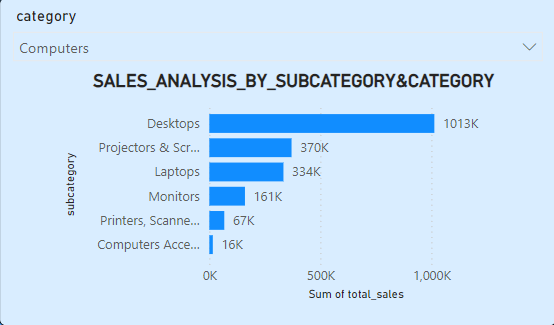 category
Computers
SALES_ANALYSIS_BY_SUBCATEGORY&CATEGORY
subcategory
Desktops 1013K
Projectors & Scr... 370K
Laptops 334K
Monitors 161K
Printers, Scanne... 67K
Computers Acce... 16K
0K 500K 1,000K
Sum of total_sales